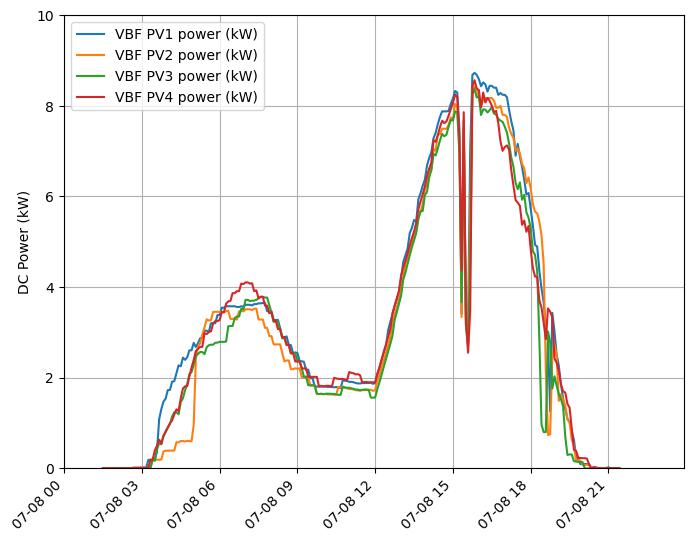 VBF PV1 power (kW)
VBF PV2 power (kW)
VBF PV3 power (kW)
VBF PV4 power (kW)
DC Power (kW)
10
8
6
4
2
0
07-08 00
07-08 03
07-08 06
07-08 09
07-08 12
07-08 15
07-08 18
07-08 21